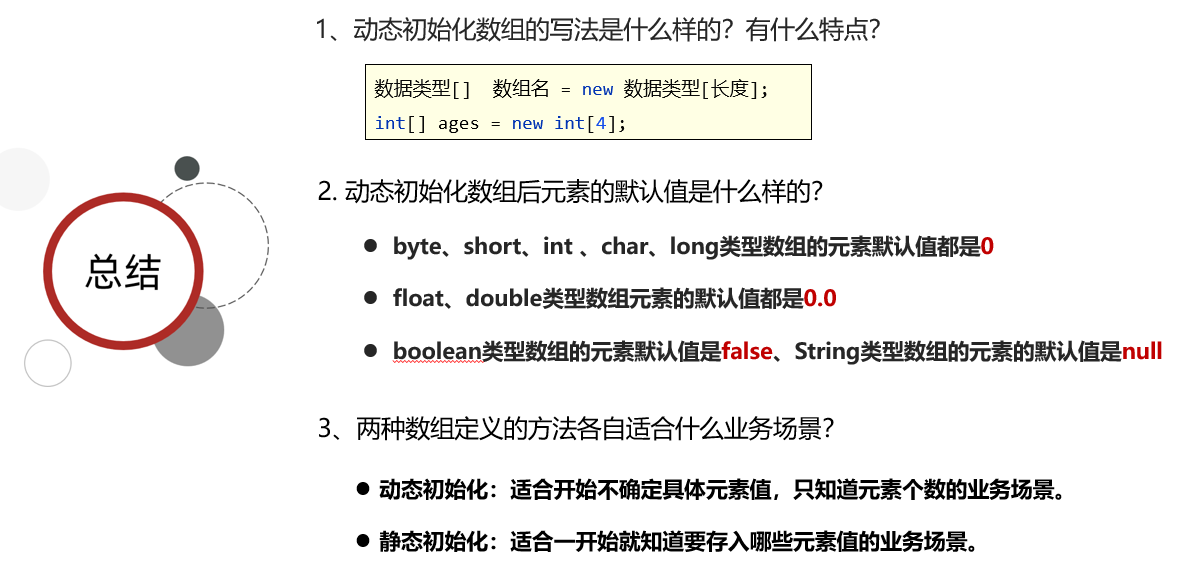 总结
1、动态初始化数组的写法是什么样的？有什么特点？
数据类型[]  数组名 = new 数据类型[长度];
int[] ages = new int[4];
2. 动态初始化数组后元素的默认值是什么样的？
● byte、short、int 、char、long类型数组的元素默认值都是0
● float、double类型数组元素的默认值都是0.0
● boolean类型数组的元素默认值是false、String类型数组的元素的默认值是null
3、两种数组定义的方法各自适合什么业务场景？
● 动态初始化：适合开始不确定具体元素值，只知道元素个数的业务场景。
● 静态初始化：适合一开始就知道要存入哪些元素值的业务场景。